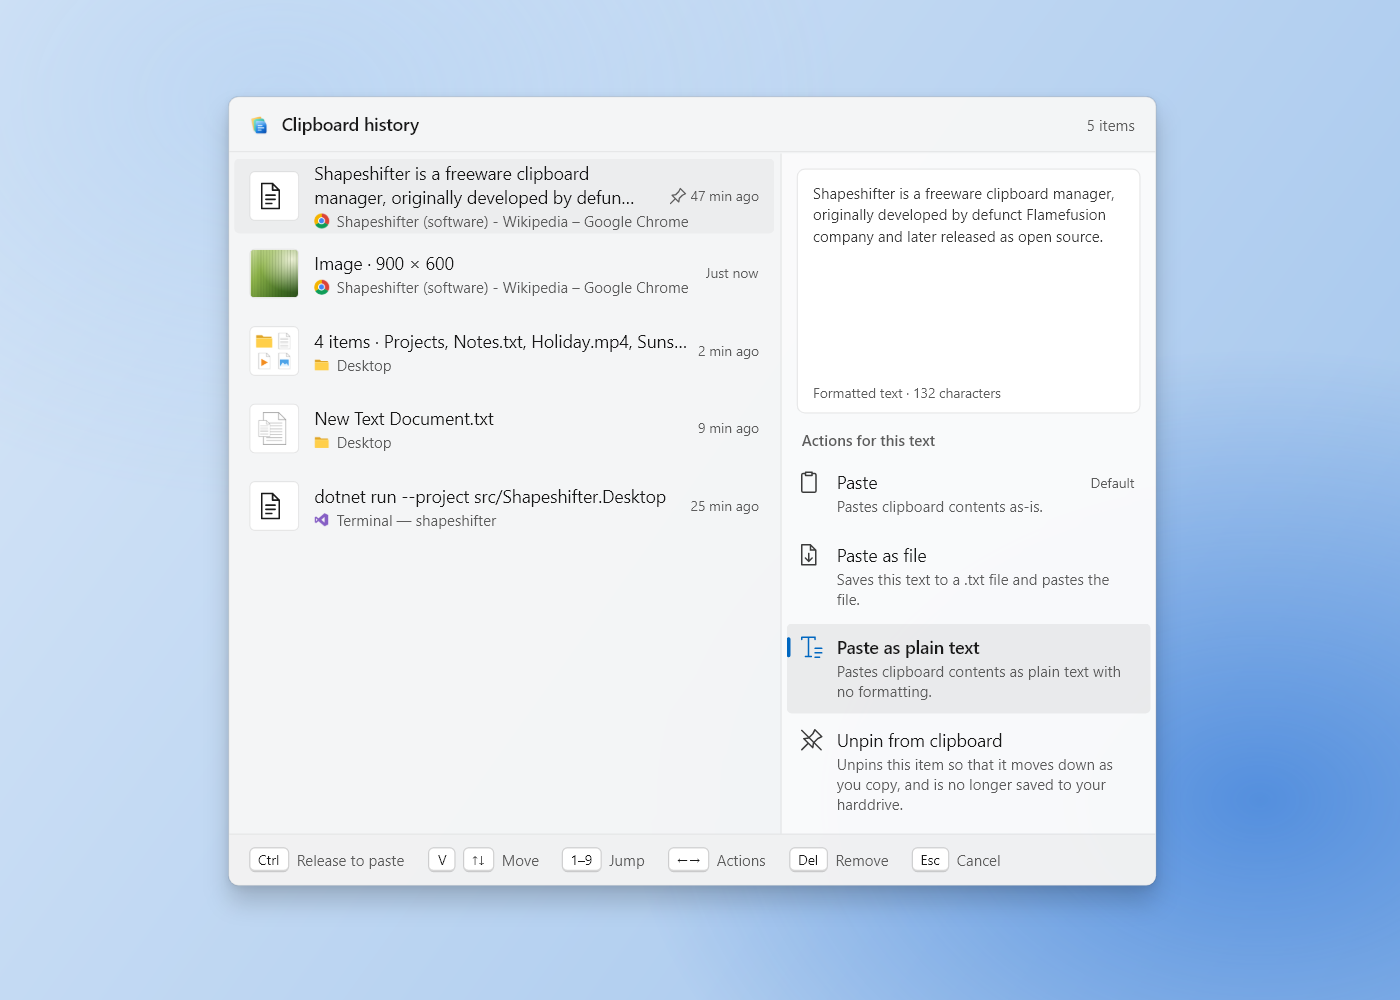 Clipboard history
5 items
Shapeshifter is a freeware clipboard
manager, originally developed by defun...
47 min ago
Shapeshifter (software) - Wikipedia – Google Chrome
Image · 900 × 600
Just now
Shapeshifter (software) - Wikipedia – Google Chrome
4 items · Projects, Notes.txt, Holiday.mp4, Suns...
2 min ago
Desktop
New Text Document.txt
9 min ago
Desktop
dotnet run --project src/Shapeshifter.Desktop
25 min ago
Terminal — shapeshifter
Shapeshifter is a freeware clipboard manager,
originally developed by defunct Flamefusion
company and later released as open source.
Formatted text · 132 characters
Actions for this text
Paste
Default
Pastes clipboard contents as-is.
Paste as file
Saves this text to a .txt file and pastes the
file.
Paste as plain text
Pastes clipboard contents as plain text with
no formatting.
Unpin from clipboard
Unpins this item so that it moves down as
you copy, and is no longer saved to your
harddrive.
Ctrl Release to paste V ↑↓ Move 1–9 Jump ←→ Actions Del Remove Esc Cancel